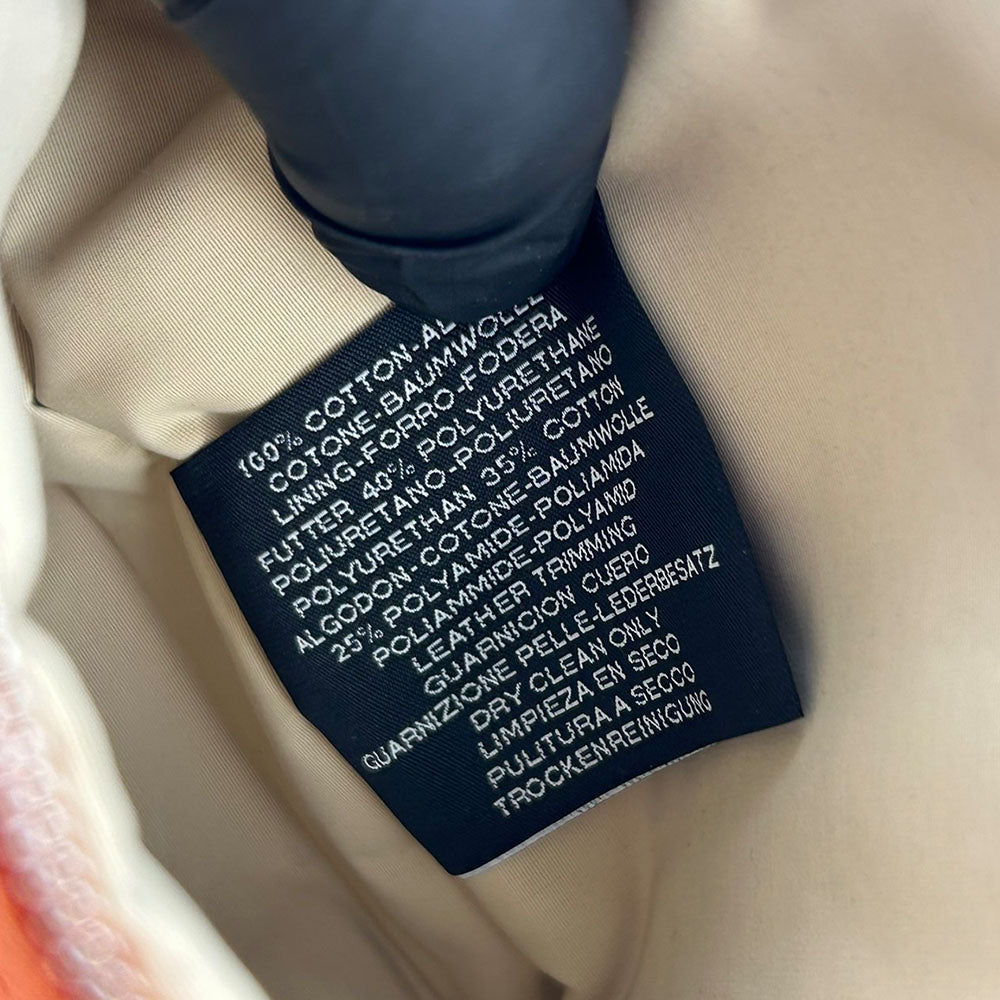 100% COTTON-AL
COTONE-BAUMWOLLE
LINING-FORRO-FODERA
FUTTER 40% POLYURETHANE
POLIURETANO-POLIURETANO
POLYURETHAN 35% COTTON
ALGODON-COTONE-BAUMWOLLE
25% POLYAMIDE-POLIAMIDA
POLIAMMIDE-POLYAMID
LEATHER TRIMMING
GUARNICION CUERO
GUARNIZIONE PELLE-LEDERBESATZ
DRY CLEAN ONLY
LIMPIEZA EN SECO
PULITURA A SECCO
TROCKENREINIGUNG